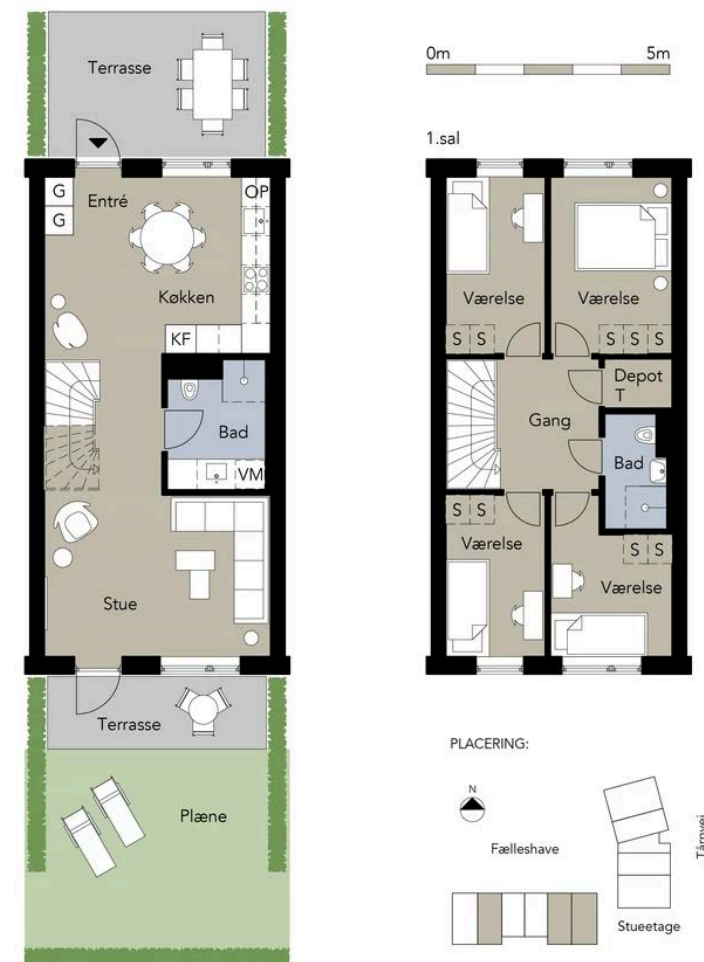 Terrasse
G
G
Entré
OP
Køkken
KF
Bad
VM
Stue
Terrasse
Plæne
0m 5m
1.sal
Værelse
Værelse
S S
S S S
Depot
T
Gang
Bad
S S
Værelse
S S
Værelse
PLACERING:
N
Fælleshave
Tårnvej
Stueetage